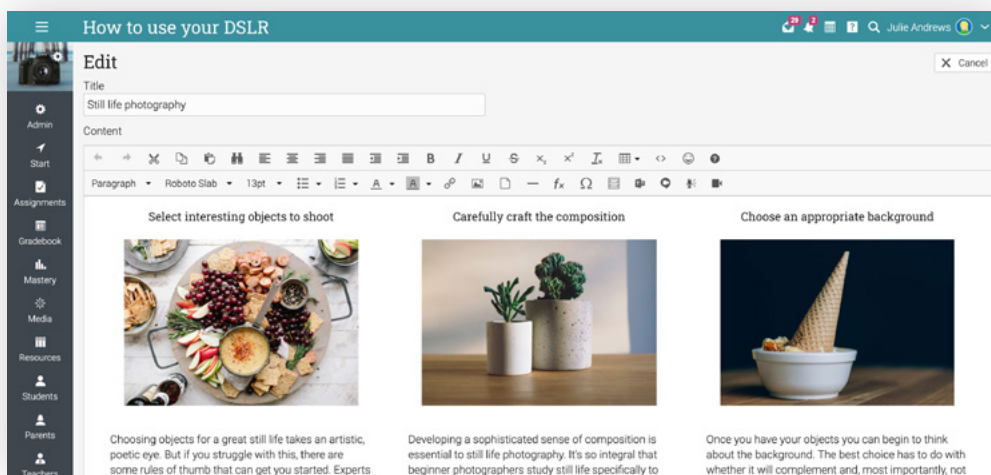 How to use your DSLR
29
2
Julie Andrews
Edit
X Cancel
Title
Still life photography
Content
Admin
Start
Assignments
Gradebook
Mastery
Media
Resources
Students
Parents
Teachers
B I U S x₂ x² Iₓ
Paragraph Roboto Slab 13pt A A fx Ω
Select interesting objects to shoot
Choosing objects for a great still life takes an artistic,
poetic eye. But if you struggle with this, there are
some rules of thumb that can get you started. Experts
Carefully craft the composition
Developing a sophisticated sense of composition is
essential to still life photography. It's so integral that
beginner photographers study still life specifically to
Choose an appropriate background
Once you have your objects you can begin to think
about the background. The best choice has to do with
whether it will complement and, most importantly, not